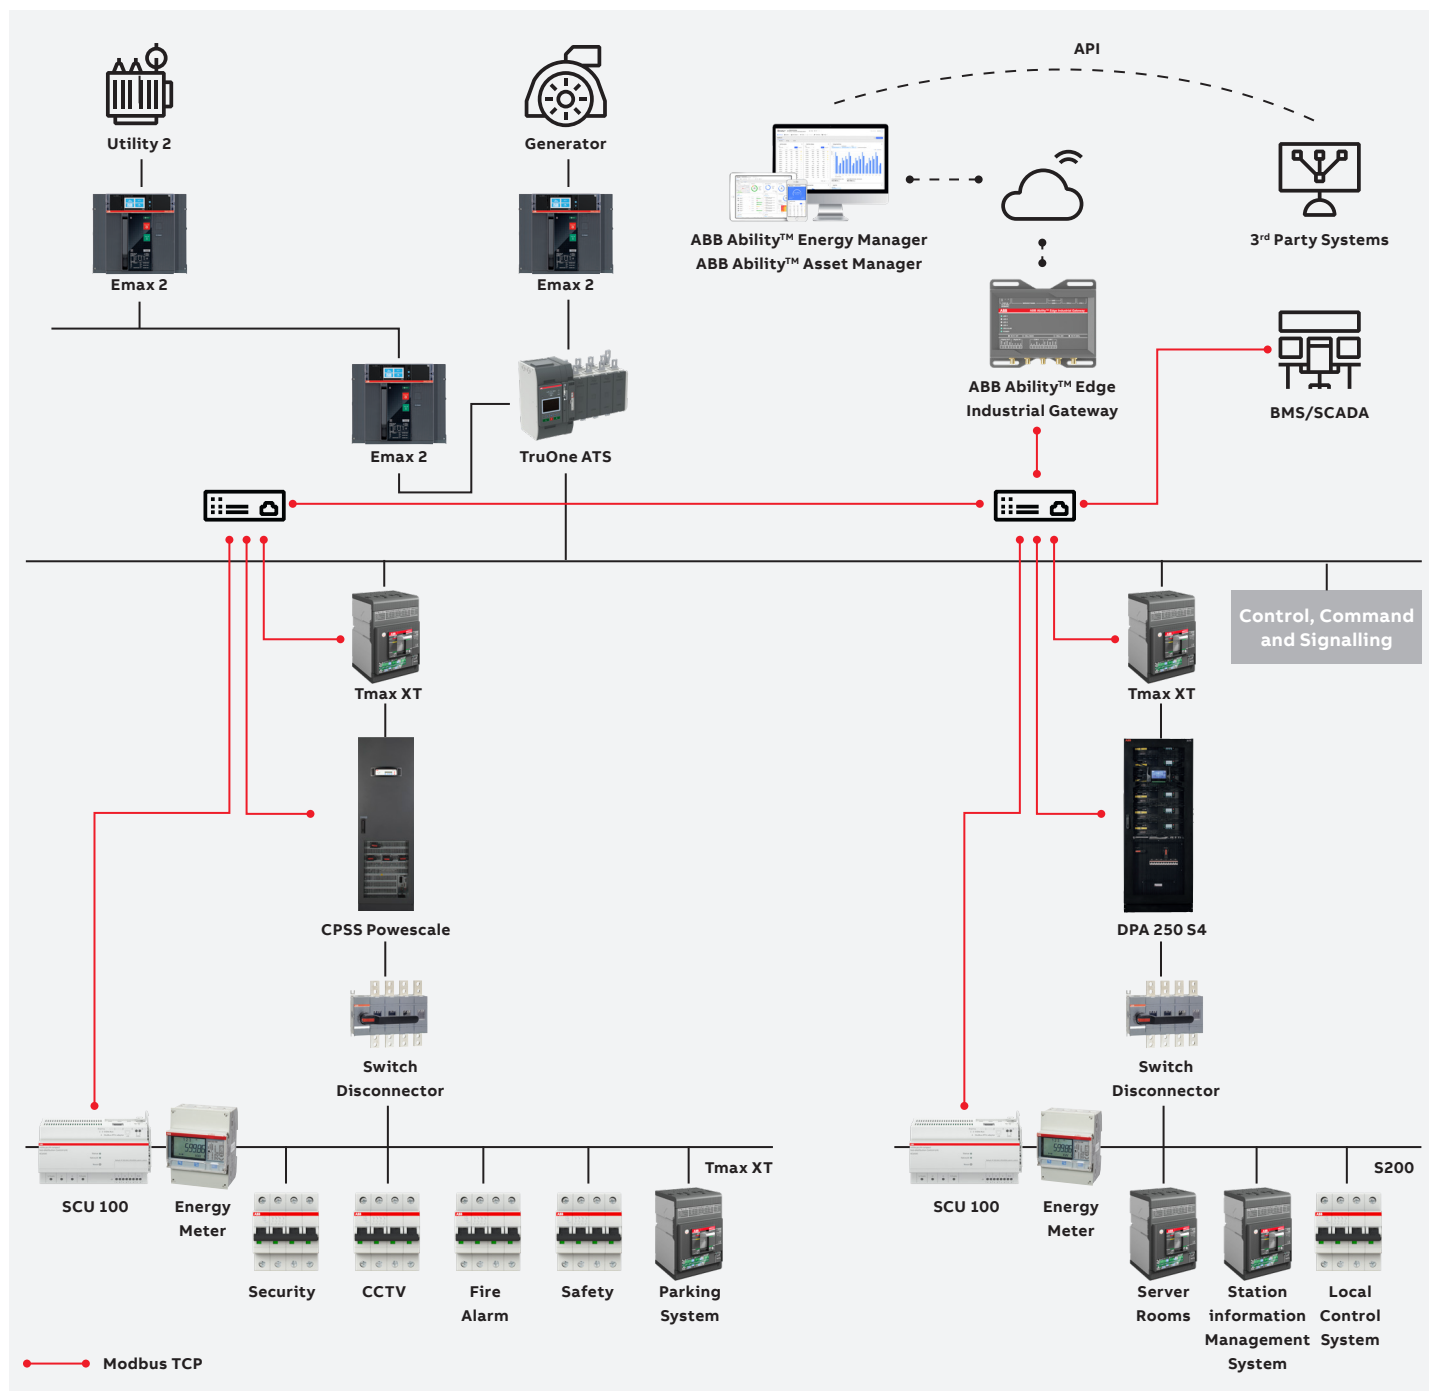 API
Utility 2
Generator
ABB Ability™ Energy Manager
ABB Ability™ Asset Manager
3rd Party Systems
Emax 2
Emax 2
ABB Ability™ Edge
Industrial Gateway
BMS/SCADA
Emax 2
TruOne ATS
Control, Command
and Signalling
Tmax XT
Tmax XT
CPSS Powescale
DPA 250 S4
Switch
Disconnector
Switch
Disconnector
Tmax XT
S200
SCU 100
Energy
Meter
SCU 100
Energy
Meter
Security
CCTV
Fire
Alarm
Safety
Parking
System
Server
Rooms
Station
information
Management
System
Local
Control
System
Modbus TCP